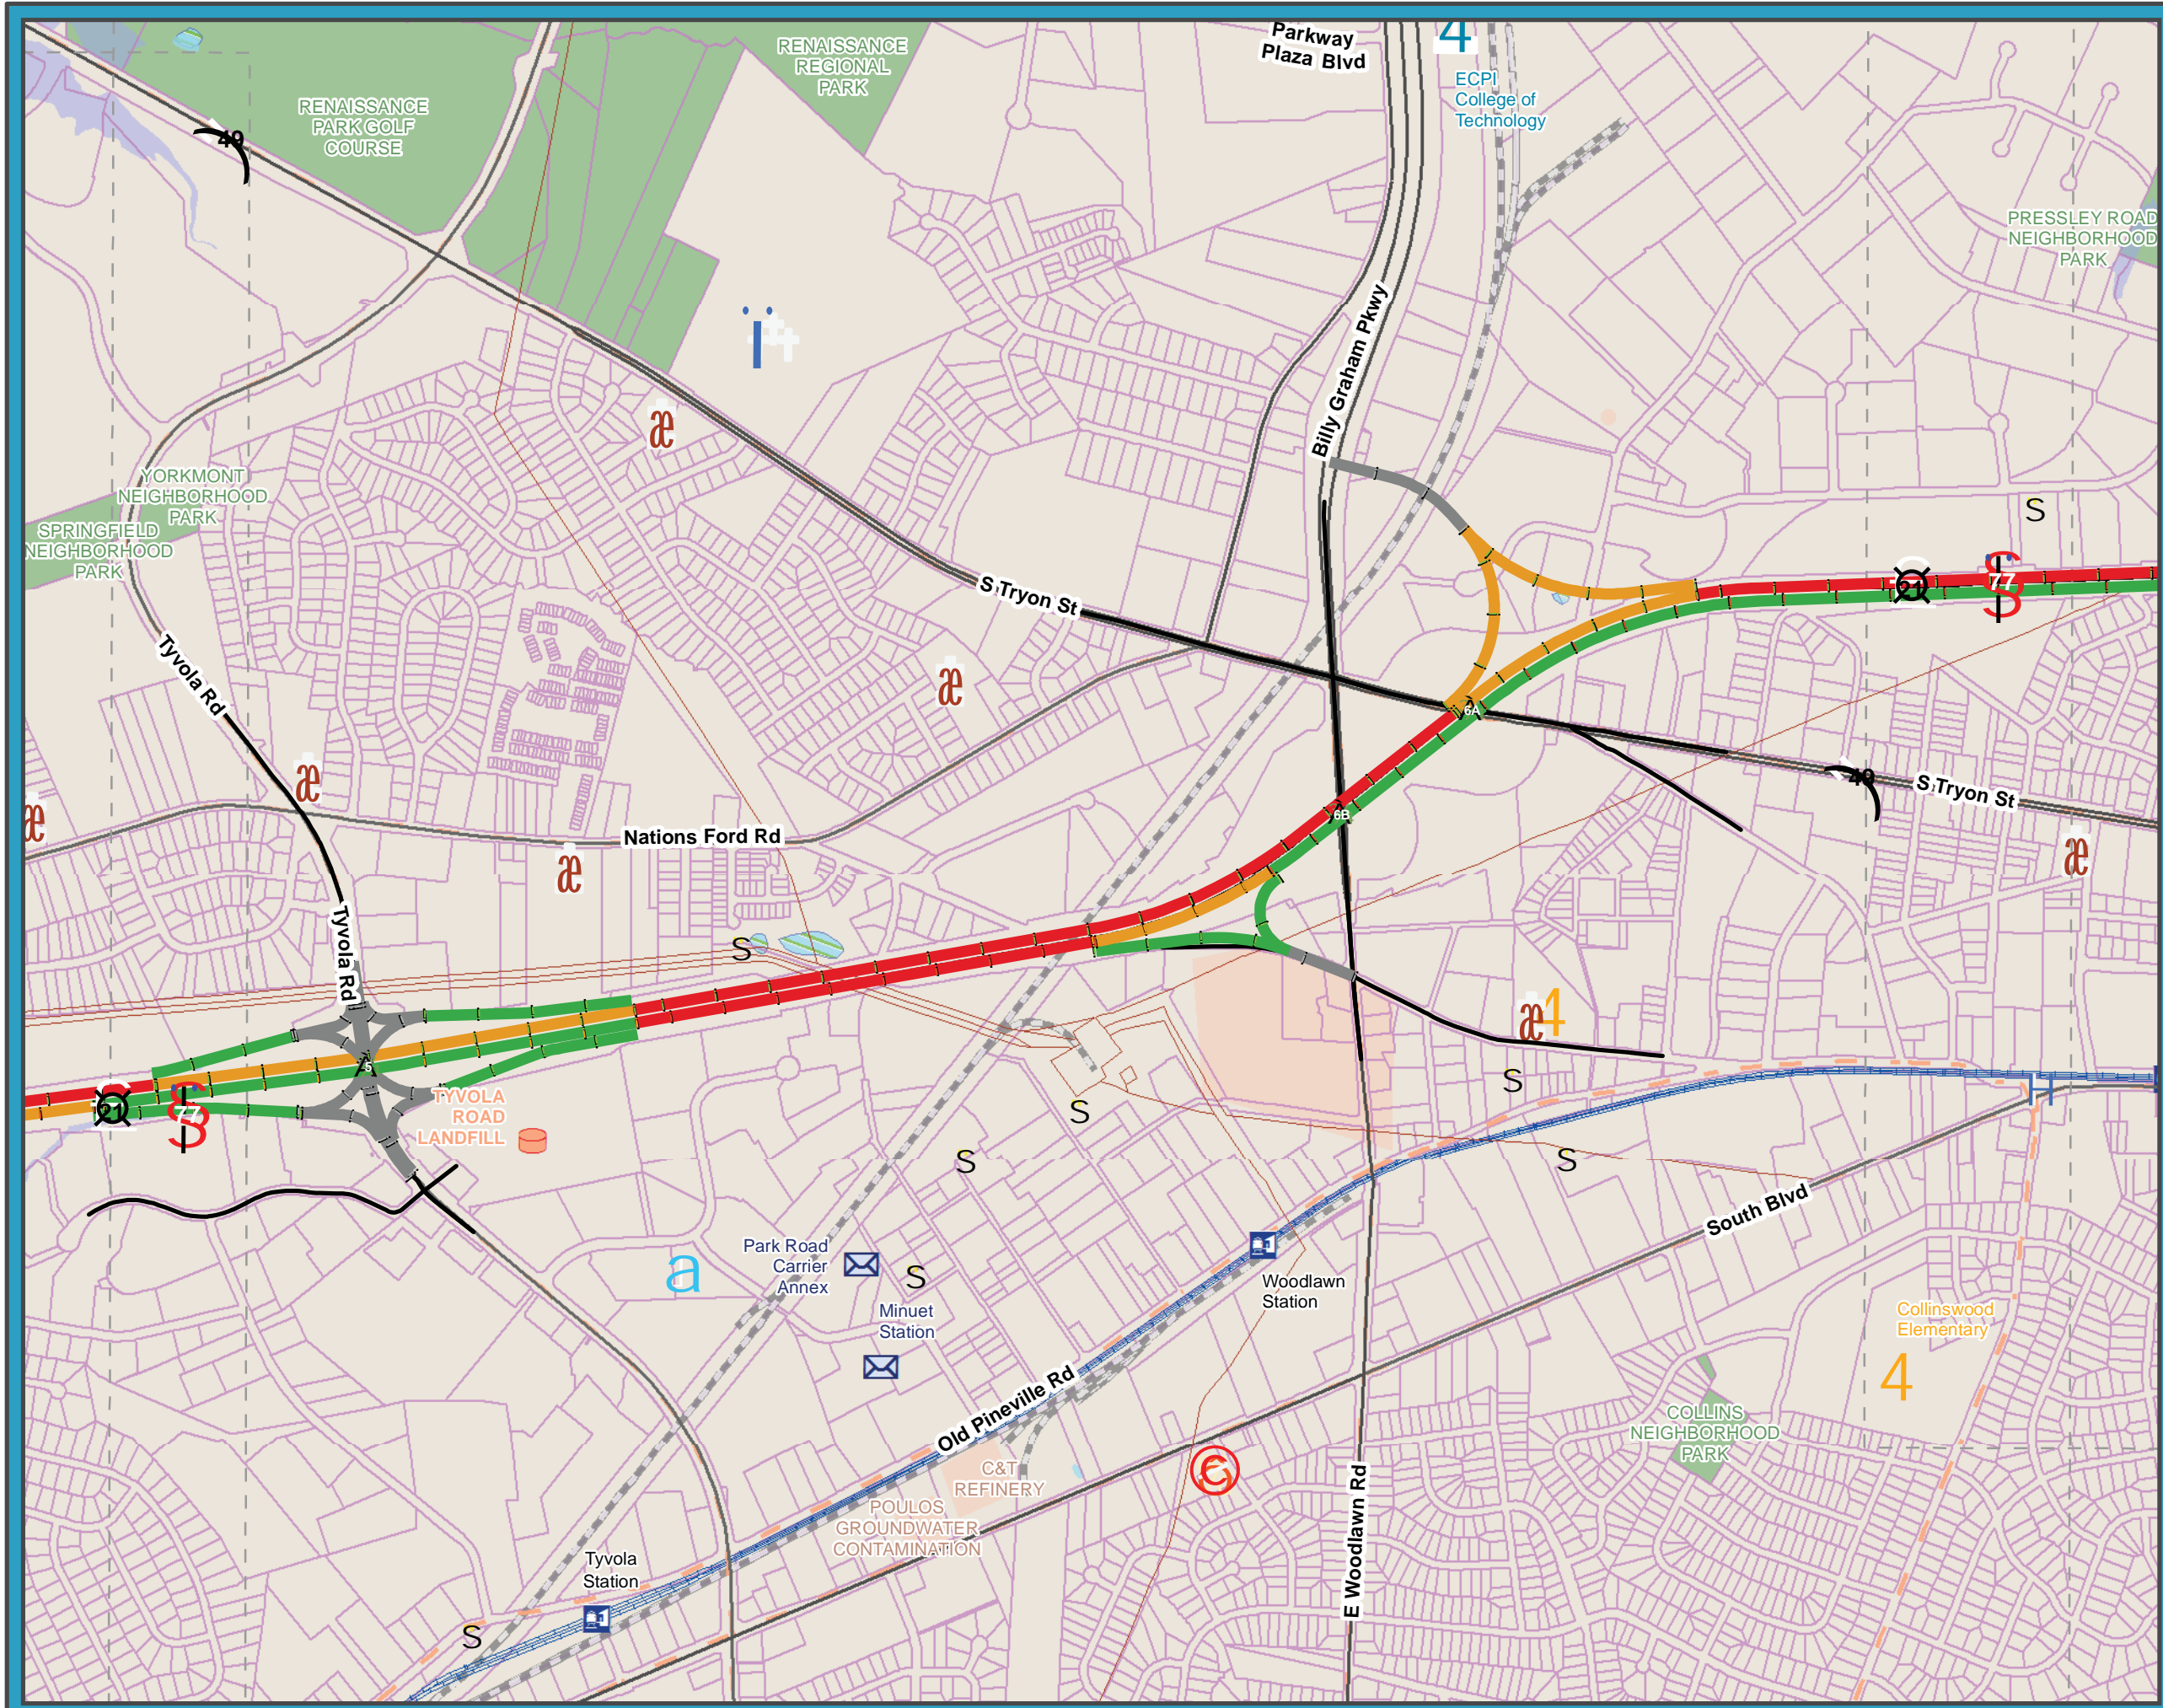 Parkway
Plaza Blvd
4
ECPI
College of
Technology
RENAISSANCE
REGIONAL
PARK
RENAISSANCE
PARK GOLF
COURSE
49
PRESSLEY ROAD
NEIGHBORHOOD
PARK
Billy Graham Pkwy
æ
YORKMONT
NEIGHBORHOOD
PARK
SPRINGFIELD
NEIGHBORHOOD
PARK
S
S Tryon St
21
77
Tyvola Rd
æ
6A
æ
æ
49
S Tryon St
6B
Nations Ford Rd
æ
æ
Tyvola Rd
S
æ
4
5
21
77
TYVOLA
ROAD
LANDFILL
S
S
S
S
South Blvd
Park Road
Carrier
Annex
a
S
Woodlawn
Station
Minuet
Station
Collinswood
Elementary
4
Old Pineville Rd
COLLINS
NEIGHBORHOOD
PARK
C&T
REFINERY
POULOS
GROUNDWATER
CONTAMINATION
E Woodlawn Rd
Tyvola
Station
S